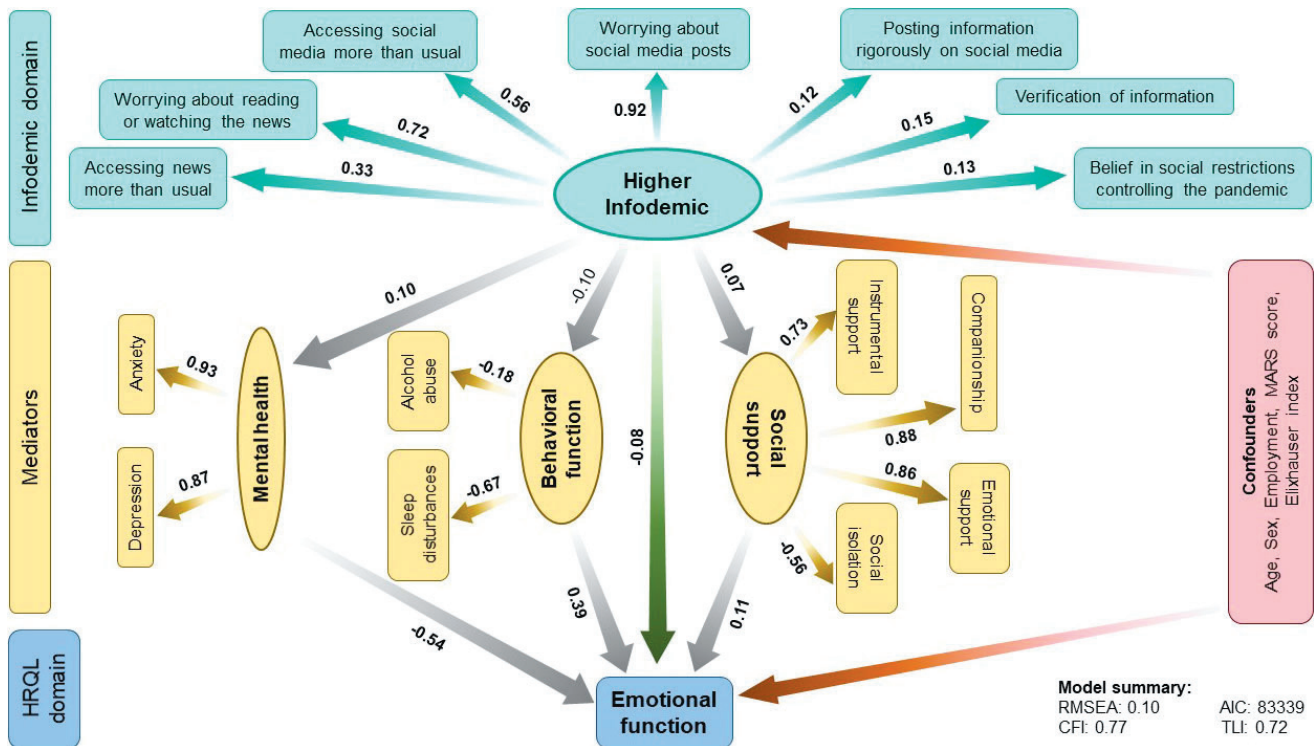 Infodemic domain
Accessing social
media more than usual
Worrying about
social media posts
Posting information
rigorously on social media
Worrying about reading
or watching the news
Verification of information
Accessing news
more than usual
Belief in social restrictions
controlling the pandemic
0.56
0.92
0.12
0.72
0.15
0.33
0.13
Higher
Infodemic
Mediators
0.10
-0.10
-0.08
0.07
Anxiety
0.93
Depression
0.87
Mental health
Alcohol
abuse
-0.18
Sleep
disturbances
-0.67
Behavioral
function
Social
support
0.73
Instrumental
support
Companionship
0.88
0.86
Emotional
support
-0.56
Social
isolation
Confounders
Age, Sex, Employment, MARS score,
Elixhauser index
-0.54
0.39
0.11
HRQL
domain
Emotional
function
Model summary:
RMSEA: 0.10 AIC: 83339
CFI: 0.77 TLI: 0.72